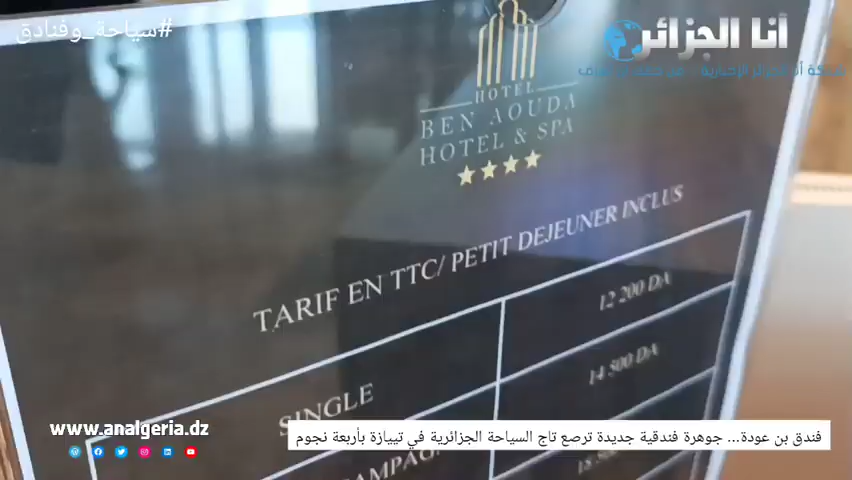 #سياحة_وفنادق
أنا الجزائر
HOTEL
BEN AOUDA
HOTEL & SPA
TARIF EN TTC/ PETIT DEJEUNER INCLUS
12 200 DA
SINGLE
14 500 DA
www.analgeria.dz
فندق بن عودة... جوهرة فندقية جديدة ترصع تاج السياحة الجزائرية في تيبازة بأربعة نجوم